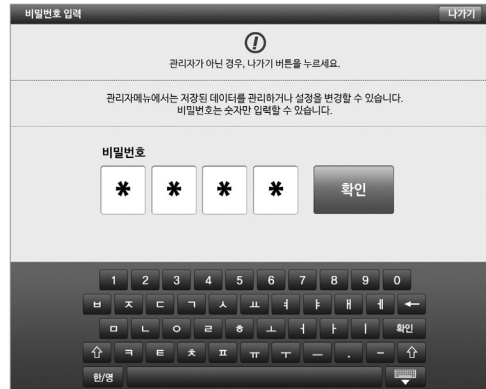 비밀번호 입력
나가기
관리자가 아닌 경우, 나가기 버튼을 누르세요.
관리자메뉴에서는 저장된 데이터를 관리하거나 설정을 변경할 수 있습니다.
비밀번호는 숫자만 입력할 수 있습니다.
비밀번호
* * * * 확인
1 2 3 4 5 6 7 8 9 0
ㅂ ㅈ ㄷ ㄱ ㅅ ㅛ ㅕ ㅑ ㅐ ㅔ ←
ㅁ ㄴ ㅇ ㄹ ㅎ ㅗ ㅓ ㅏ ㅣ 확인
ㅋ ㅌ ㅊ ㅍ ㅠ ㅜ ㅡ . -
한/영